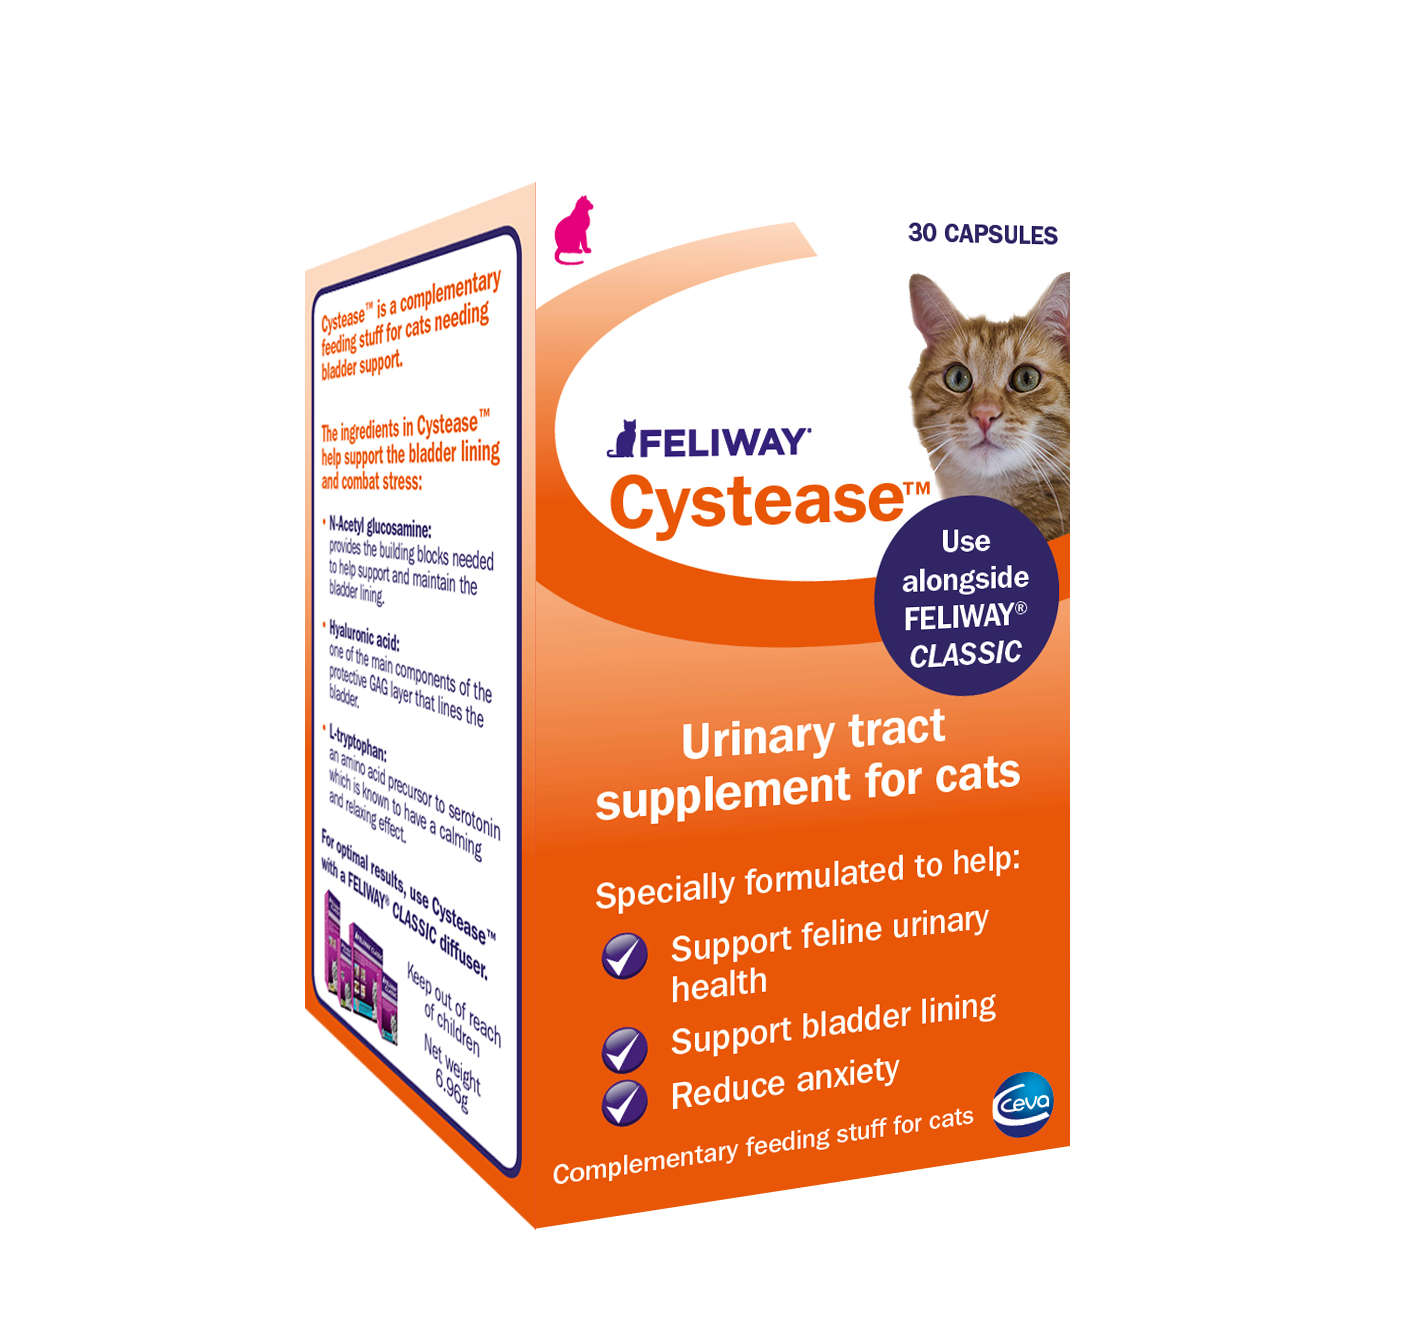 Cystease™ is a complementary
feeding stuff for cats needing
bladder support.
The ingredients in Cystease™
help support the bladder lining
and combat stress:
• N-Acetyl glucosamine:
provides the building blocks needed
to help support and maintain the
bladder lining.
• Hyaluronic acid:
one of the main components of the
protective GAG layer that lines the
bladder.
• L-tryptophan:
an amino acid precursor to serotonin
which is known to have a calming
and relaxing effect.
For optimal results, use Cystease™
with a FELIWAY® CLASSIC diffuser.
Keep out of reach
of children
Net weight
6.96g
30 CAPSULES
FELIWAY®
Cystease™
Use
alongside
FELIWAY®
CLASSIC
Urinary tract
supplement for cats
Specially formulated to help:
Support feline urinary
health
Support bladder lining
Reduce anxiety
Complementary feeding stuff for cats
Ceva